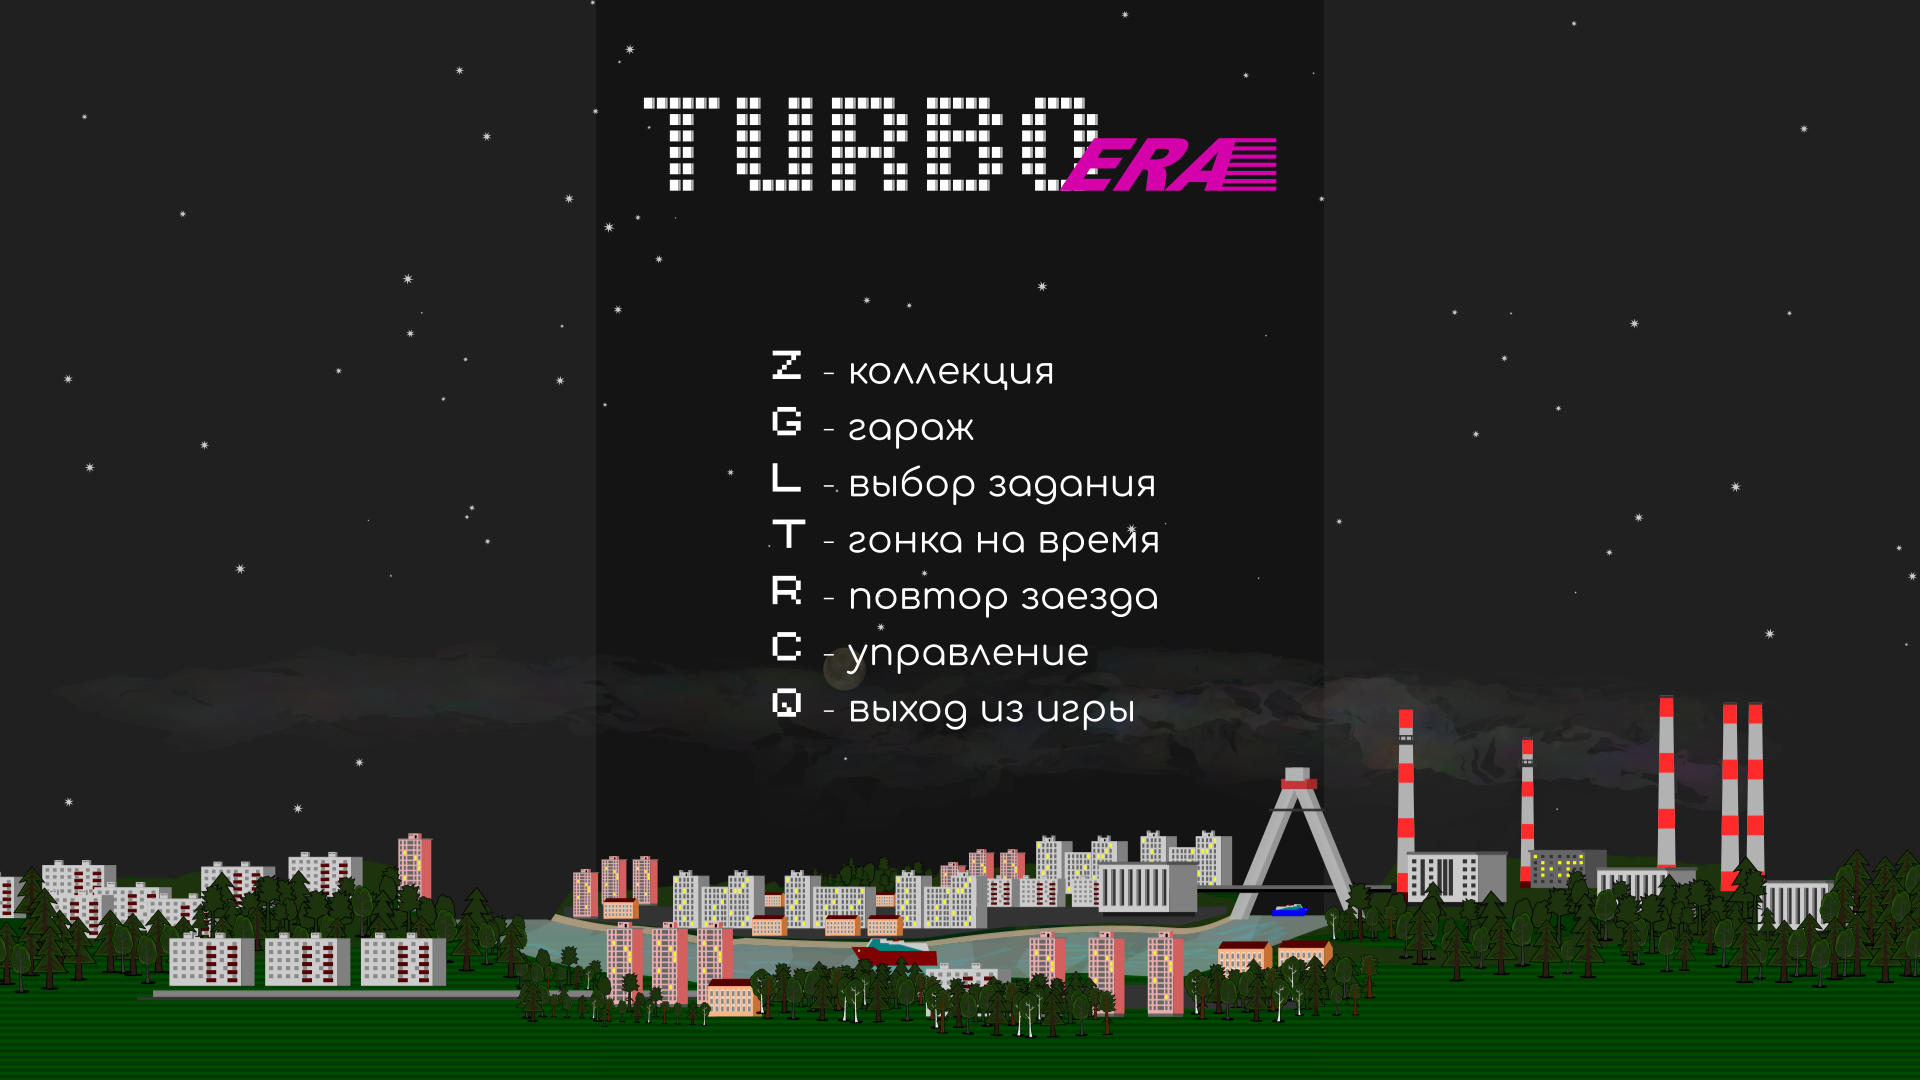 TURBO ERA
Z - коллекция
G - гараж
L - выбор задания
T - гонка на время
R - повтор заезда
C - управление
Q - выход из игры